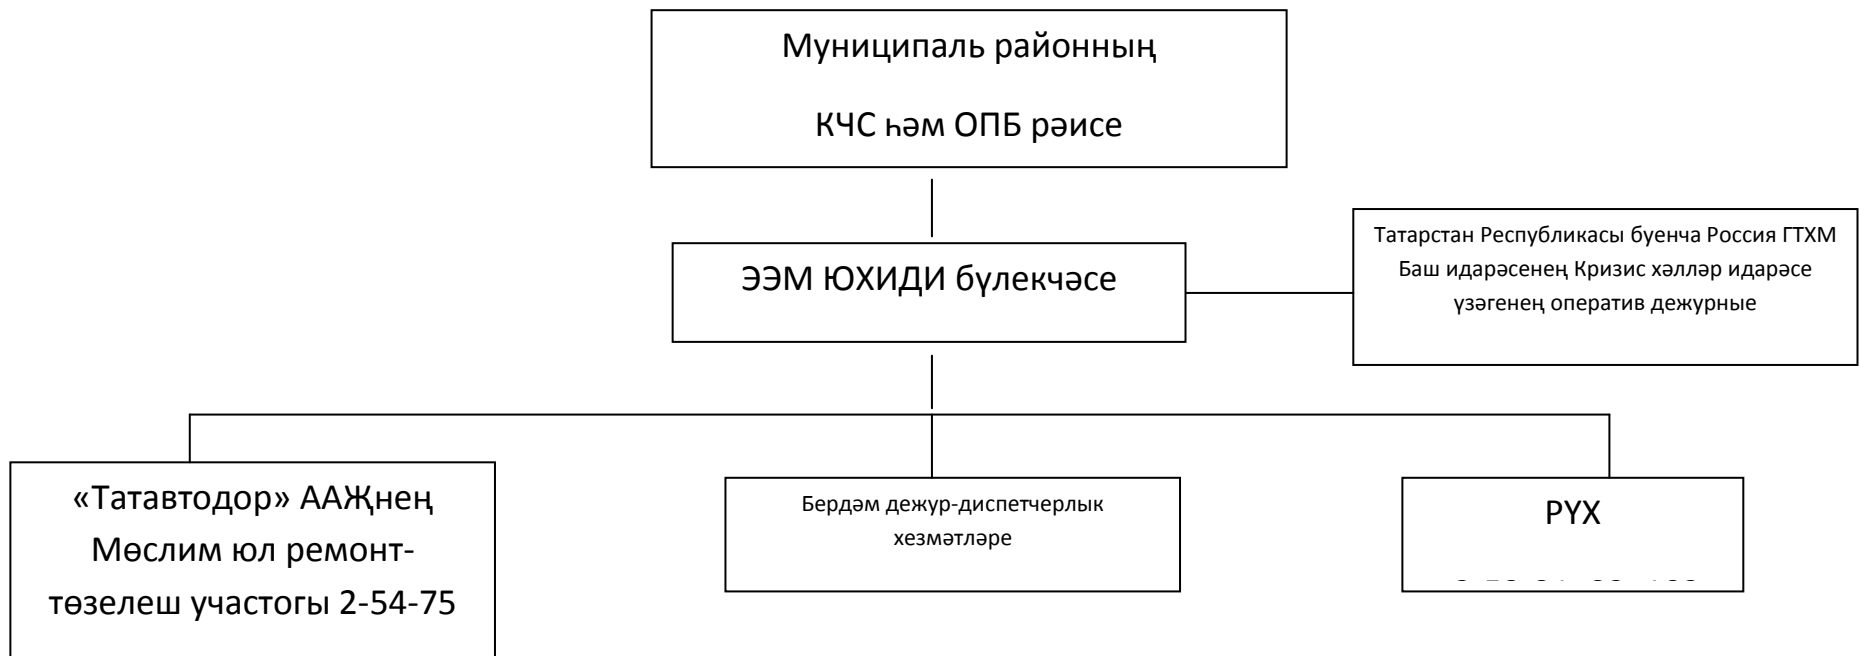 Муниципаль районның
КЧС һәм ОПБ рәисе
Татарстан Республикасы буенча Россия ГТХМ
Баш идарәсенең Кризис хәлләр идарәсе
үзәгенең оператив дежурные
ЭЭМ ЮХИДИ бүлекчәсе
«Татавтодор» ААҖнең
Мөслим юл ремонт-
төзелеш участогы 2-54-75
Бердәм дежур-диспетчерлык
хезмәтләре
РҮХ